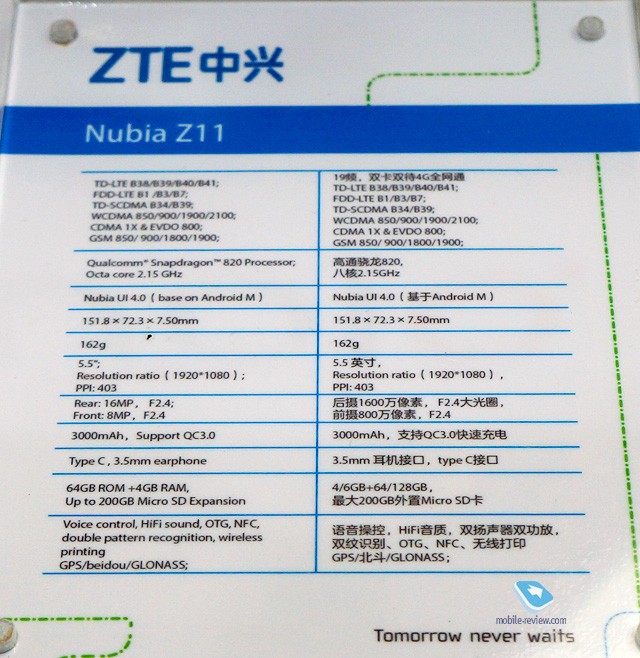 ZTE中兴
Nubia Z11
TD-LTE B38/B39/B40/B41;
FDD-LTE B1 /B3/B7;
TD-SCDMA B34/B39;
WCDMA 850/900/1900/2100;
CDMA 1X & EVDO 800;
GSM 850/ 900/1800/1900;
19频，双卡双待4G全网通
TD-LTE B38/B39/B40/B41;
FDD-LTE B1/B3/B7;
TD-SCDMA B34/B39;
WCDMA 850/900/1900/2100;
CDMA 1X & EVDO 800;
GSM 850/ 900/1800/1900;
Qualcomm® Snapdragon™ 820 Processor;
Octa core 2.15 GHz
高通骁龙820,
八核2.15GHz
Nubia UI 4.0（base on Android M）
Nubia UI 4.0（基于Android M）
151.8 × 72.3 × 7.50mm
151.8 × 72.3 × 7.50mm
162g
162g
5.5";
Resolution ratio（1920*1080）;
PPI: 403
5.5 英寸，
Resolution ratio（1920*1080），
PPI: 403
Rear: 16MP， F2.4;
Front: 8MP，F2.4
后摄1600万像素， F2.4大光圈，
前摄800万像素，F2.4
3000mAh，Support QC3.0
3000mAh，支持QC3.0快速充电
Type C , 3.5mm earphone
3.5mm 耳机接口，type C接口
64GB ROM +4GB RAM,
Up to 200GB Micro SD Expansion
4/6GB+64/128GB，
最大200GB外置Micro SD卡
Voice control, HiFi sound, OTG, NFC,
double pattern recognition, wireless
printing
GPS/beidou/GLONASS;
语音操控，HiFi音质，双扬声器双功放，
双纹识别、OTG、NFC、无线打印
GPS/北斗/GLONASS；
mobile-review.com
Tomorrow never waits